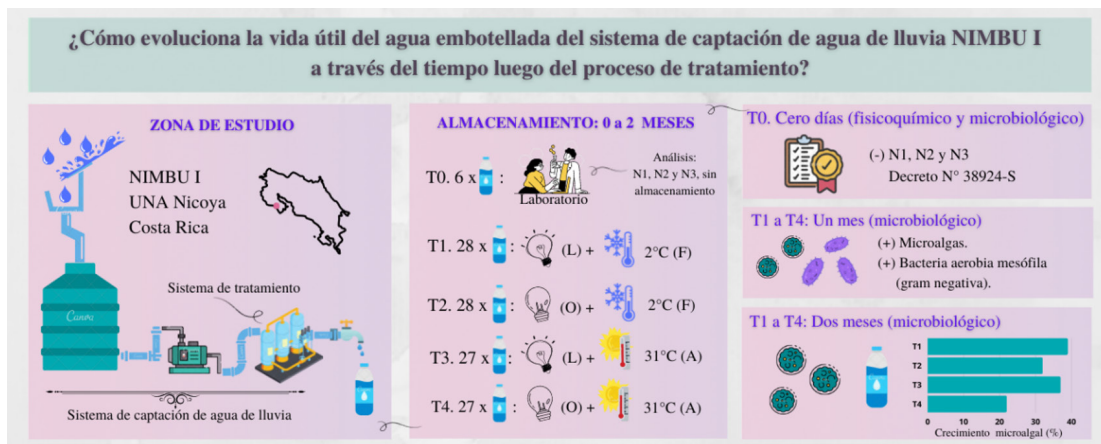 ¿Cómo evoluciona la vida útil del agua embotellada del sistema de captación de agua de lluvia NIMBU I
a través del tiempo luego del proceso de tratamiento?
ZONA DE ESTUDIO
NIMBU I
UNA Nicoya
Costa Rica
Canva
Sistema de tratamiento
Sistema de captación de agua de lluvia
ALMACENAMIENTO: 0 a 2 MESES
T0. 6 x :
Laboratorio
Análisis:
N1, N2 y N3, sin
almacenamiento
T1. 28 x : (L) + 2°C (F)
T2. 28 x : (O) + 2°C (F)
T3. 27 x : (L) + 31°C (A)
T4. 27 x : (O) + 31°C (A)
T0. Cero días (fisicoquímico y microbiológico)
(-) N1, N2 y N3
Decreto N° 38924-S
T1 a T4: Un mes (microbiológico)
(+) Microalgas.
(+) Bacteria aerobia mesófila
(gram negativa).
T1 a T4: Dos meses (microbiológico)
T1
T2
T3
T4
0 10 20 30 40
Crecimiento microalgal (%)